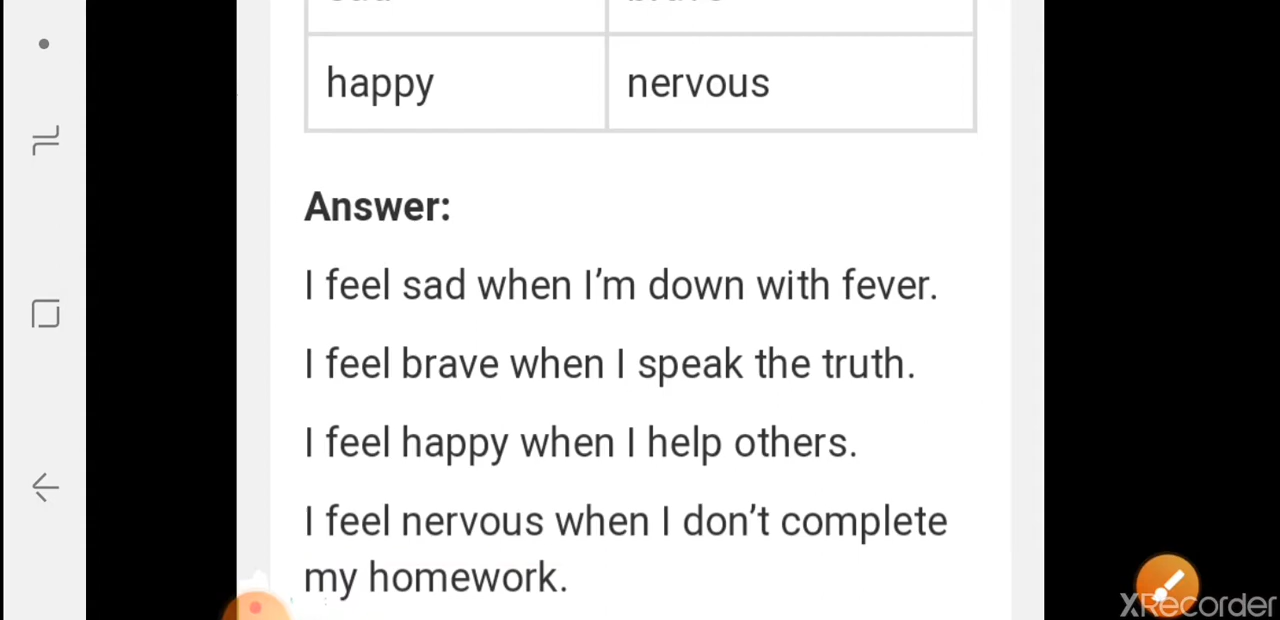 happy nervous
Answer:
I feel sad when I’m down with fever.
I feel brave when I speak the truth.
I feel happy when I help others.
I feel nervous when I don’t complete
my homework.
XRecorder